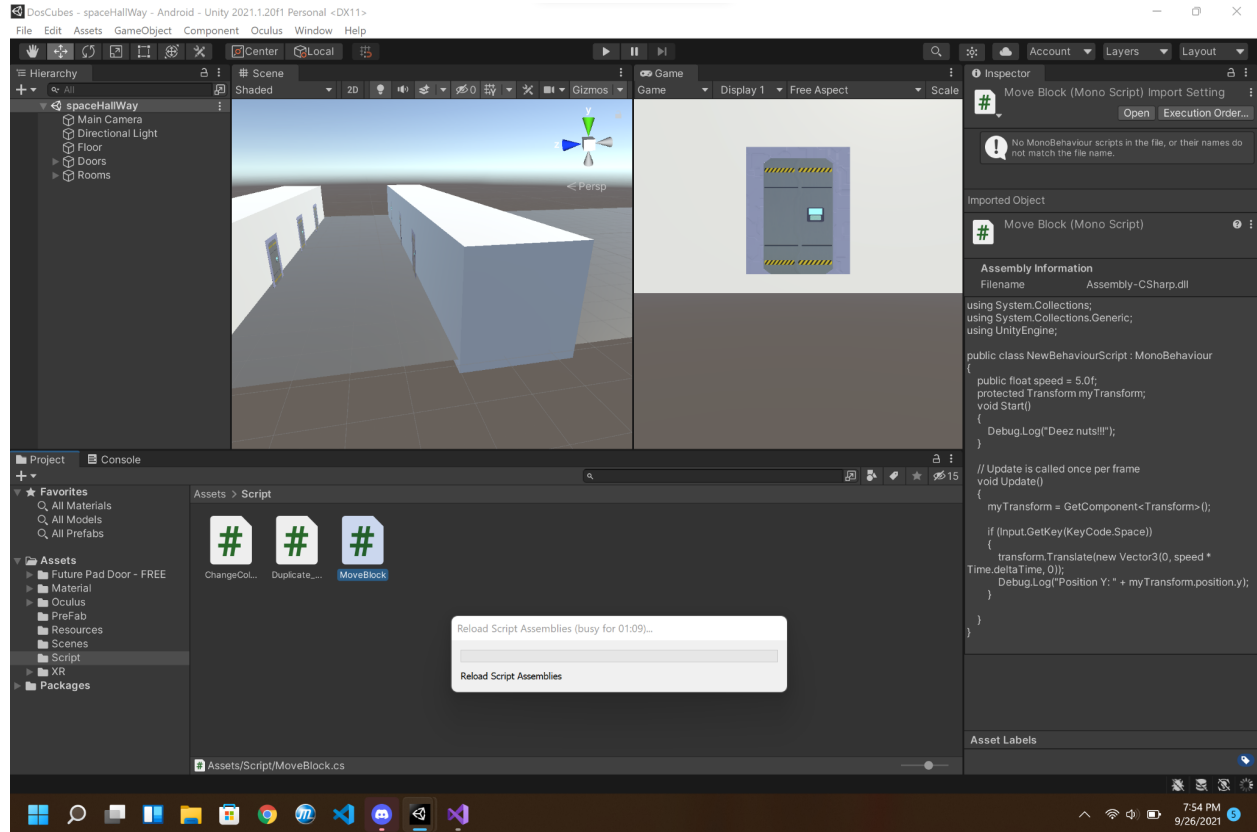 DosCubes - spaceHallWay - Android - Unity 2021.1.20f1 Personal <DX11>
File Edit Assets GameObject Component Oculus Window Help
Center Local
Account Layers Layout
Hierarchy
All
spaceHallWay
Main Camera
Directional Light
Floor
Doors
Rooms
# Scene
Shaded 2D 0 Gizmos
y
z
< Persp
Game
Game Display 1 Free Aspect Scale
Inspector
Move Block (Mono Script) Import Setting
Open Execution Order...
No MonoBehaviour scripts in the file, or their names do
not match the file name.
Imported Object
Move Block (Mono Script)
Assembly Information
Filename Assembly-CSharp.dll
using System.Collections;
using System.Collections.Generic;
using UnityEngine;
public class NewBehaviourScript : MonoBehaviour
{
public float speed = 5.0f;
protected Transform myTransform;
void Start()
{
Debug.Log("Deez nuts!!!");
}
// Update is called once per frame
void Update()
{
myTransform = GetComponent<Transform>();
if (Input.GetKey(KeyCode.Space))
{
transform.Translate(new Vector3(0, speed *
Time.deltaTime, 0));
Debug.Log("Position Y: " + myTransform.position.y);
}
}
}
Asset Labels
Project Console
15
Favorites
All Materials
All Models
All Prefabs
Assets
Future Pad Door - FREE
Material
Oculus
PreFab
Resources
Scenes
Script
XR
Packages
Assets > Script
# # #
ChangeCol... Duplicate_... MoveBlock
Reload Script Assemblies (busy for 01:09)...
Reload Script Assemblies
Assets/Script/MoveBlock.cs
7:54 PM
9/26/2021
5